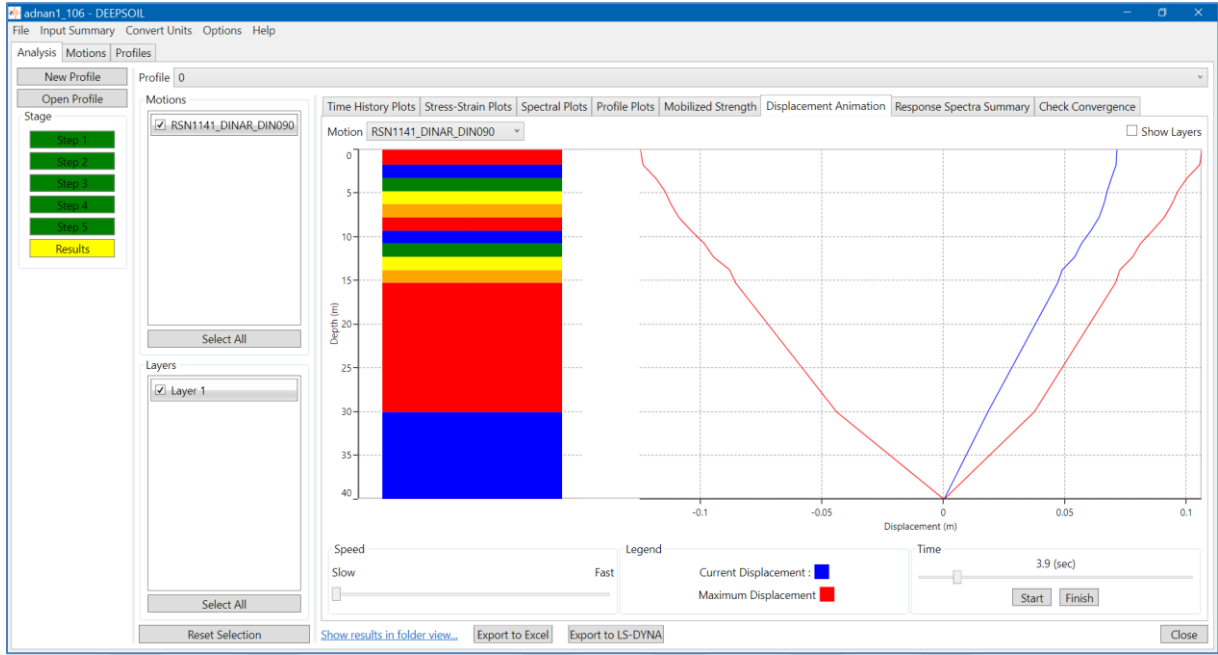 adnan1_106 - DEEPSOIL
File Input Summary Convert Units Options Help
Analysis Motions Profiles
New Profile
Open Profile
Stage
Step 1
Step 2
Step 3
Step 4
Step 5
Results
Profile 0
Motions
RSN1141_DINAR_DIN090
Select All
Layers
Layer 1
Select All
Reset Selection
Time History Plots Stress-Strain Plots Spectral Plots Profile Plots Mobilized Strength Displacement Animation Response Spectra Summary Check Convergence
Motion RSN1141_DINAR_DIN090
Show Layers
0
5
10
15
20
25
30
35
40
Depth (m)
-0.1 -0.05 0 0.05 0.1
Displacement (m)
Speed
Slow Fast
Legend
Current Displacement :
Maximum Displacement
Time
3.9 (sec)
Start Finish
Show results in folder view... Export to Excel Export to LS-DYNA Close